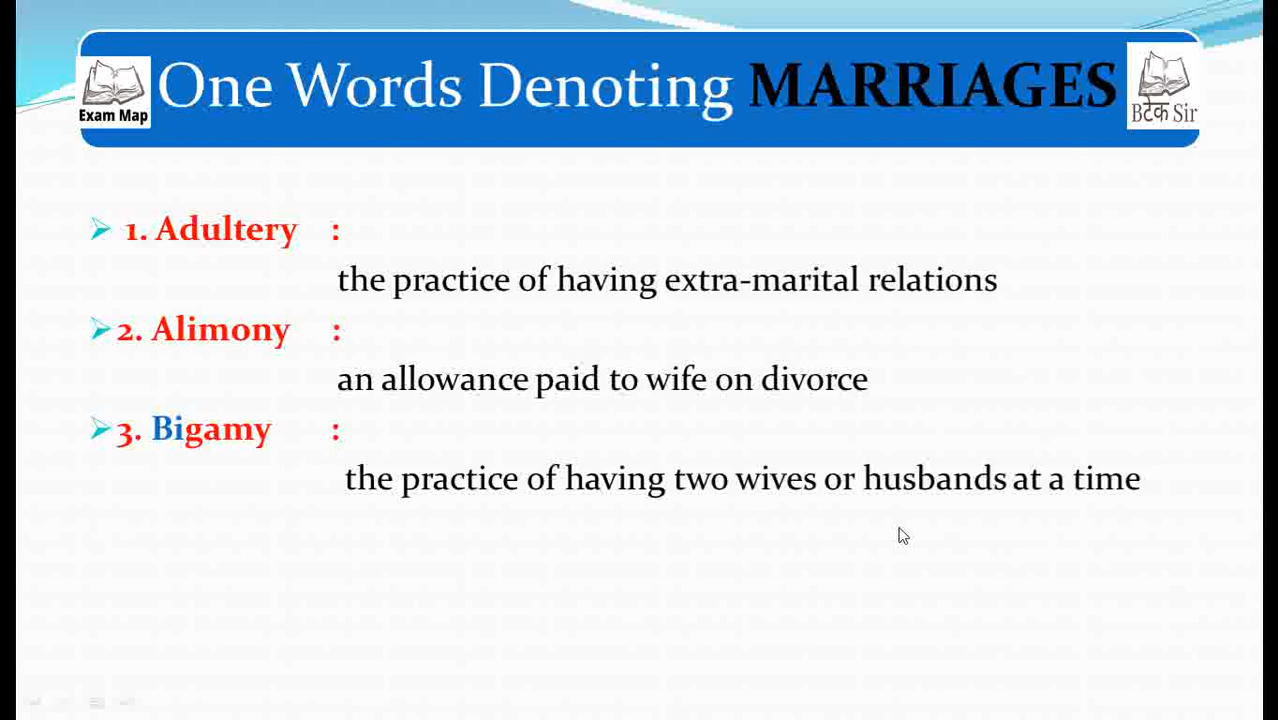 One Words Denoting MARRIAGES
Exam Map
Bटेक Sir
1. Adultery :
the practice of having extra-marital relations
2. Alimony :
an allowance paid to wife on divorce
3. Bigamy :
the practice of having two wives or husbands at a time